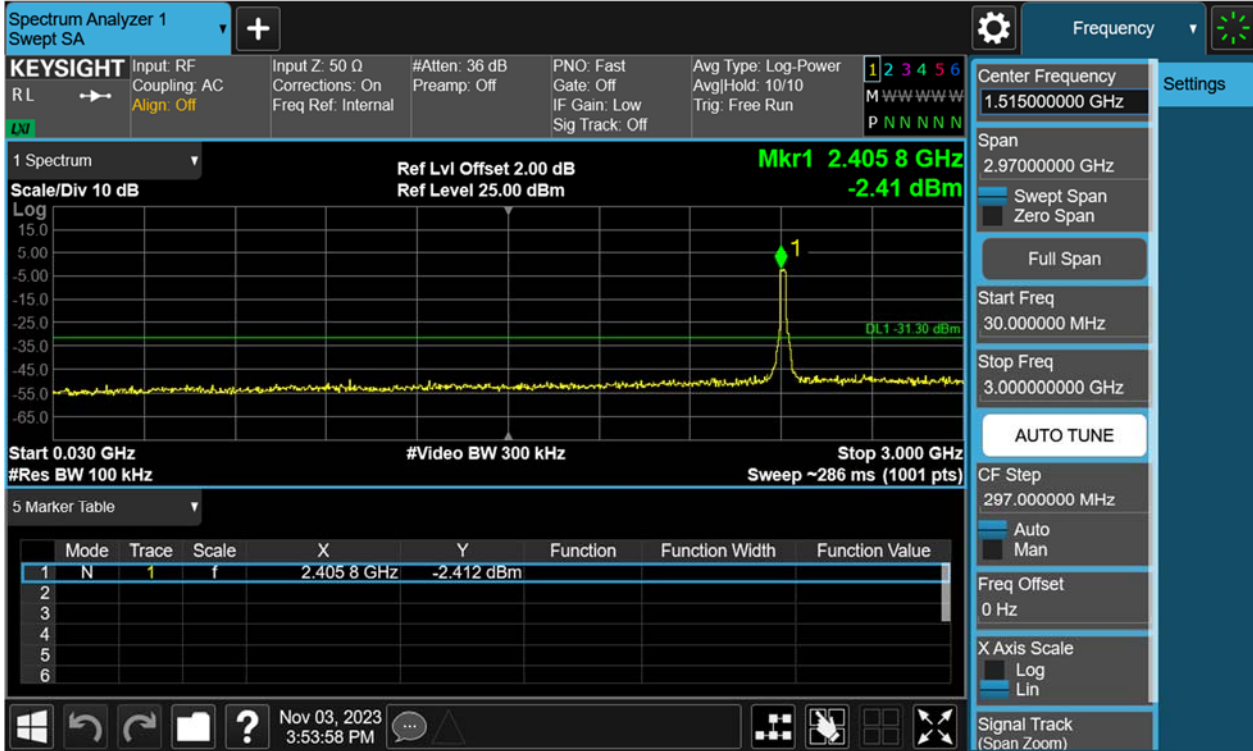 Spectrum Analyzer 1
Swept SA
+
Frequency
KEYSIGHT
R L
LXI
Input: RF
Coupling: AC
Align: Off
Input Z: 50 Ω
Corrections: On
Freq Ref: Internal
#Atten: 36 dB
Preamp: Off
PNO: Fast
Gate: Off
IF Gain: Low
Sig Track: Off
Avg Type: Log-Power
Avg|Hold: 10/10
Trig: Free Run
1 2 3 4 5 6
M W W W W W
P N N N N N
1 Spectrum
Scale/Div 10 dB
Ref Lvl Offset 2.00 dB
Ref Level 25.00 dBm
Mkr1 2.405 8 GHz
-2.41 dBm
Log
15.0
5.00
-5.00
-15.0
-25.0
-35.0
-45.0
-55.0
-65.0
1
DL1 -31.30 dBm
Start 0.030 GHz
#Video BW 300 kHz
Stop 3.000 GHz
#Res BW 100 kHz
Sweep ~286 ms (1001 pts)
5 Marker Table
Mode Trace Scale X Y Function Function Width Function Value
1 N 1 f 2.405 8 GHz -2.412 dBm
2
3
4
5
6
?
Nov 03, 2023
3:53:58 PM
Center Frequency
1.515000000 GHz
Settings
Span
2.97000000 GHz
Swept Span
Zero Span
Full Span
Start Freq
30.000000 MHz
Stop Freq
3.000000000 GHz
AUTO TUNE
CF Step
297.000000 MHz
Auto
Man
Freq Offset
0 Hz
X Axis Scale
Log
Lin
Signal Track
(Span Zoom)